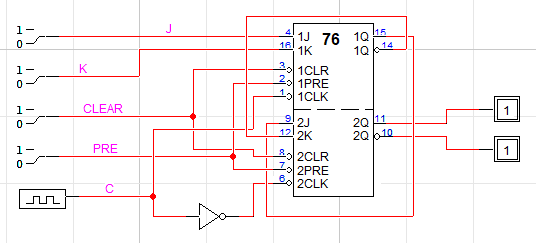 1
0
J
4 1J 76 1Q 15
16 1K 1Q 14
1
0
K
3 1CLR
2 1PRE
1 1CLK
1
0
CLEAR
9 2J 2Q 11 1
12 2K 2Q 10 1
1
0
PRE
8 2CLR
7 2PRE
6 2CLK
C